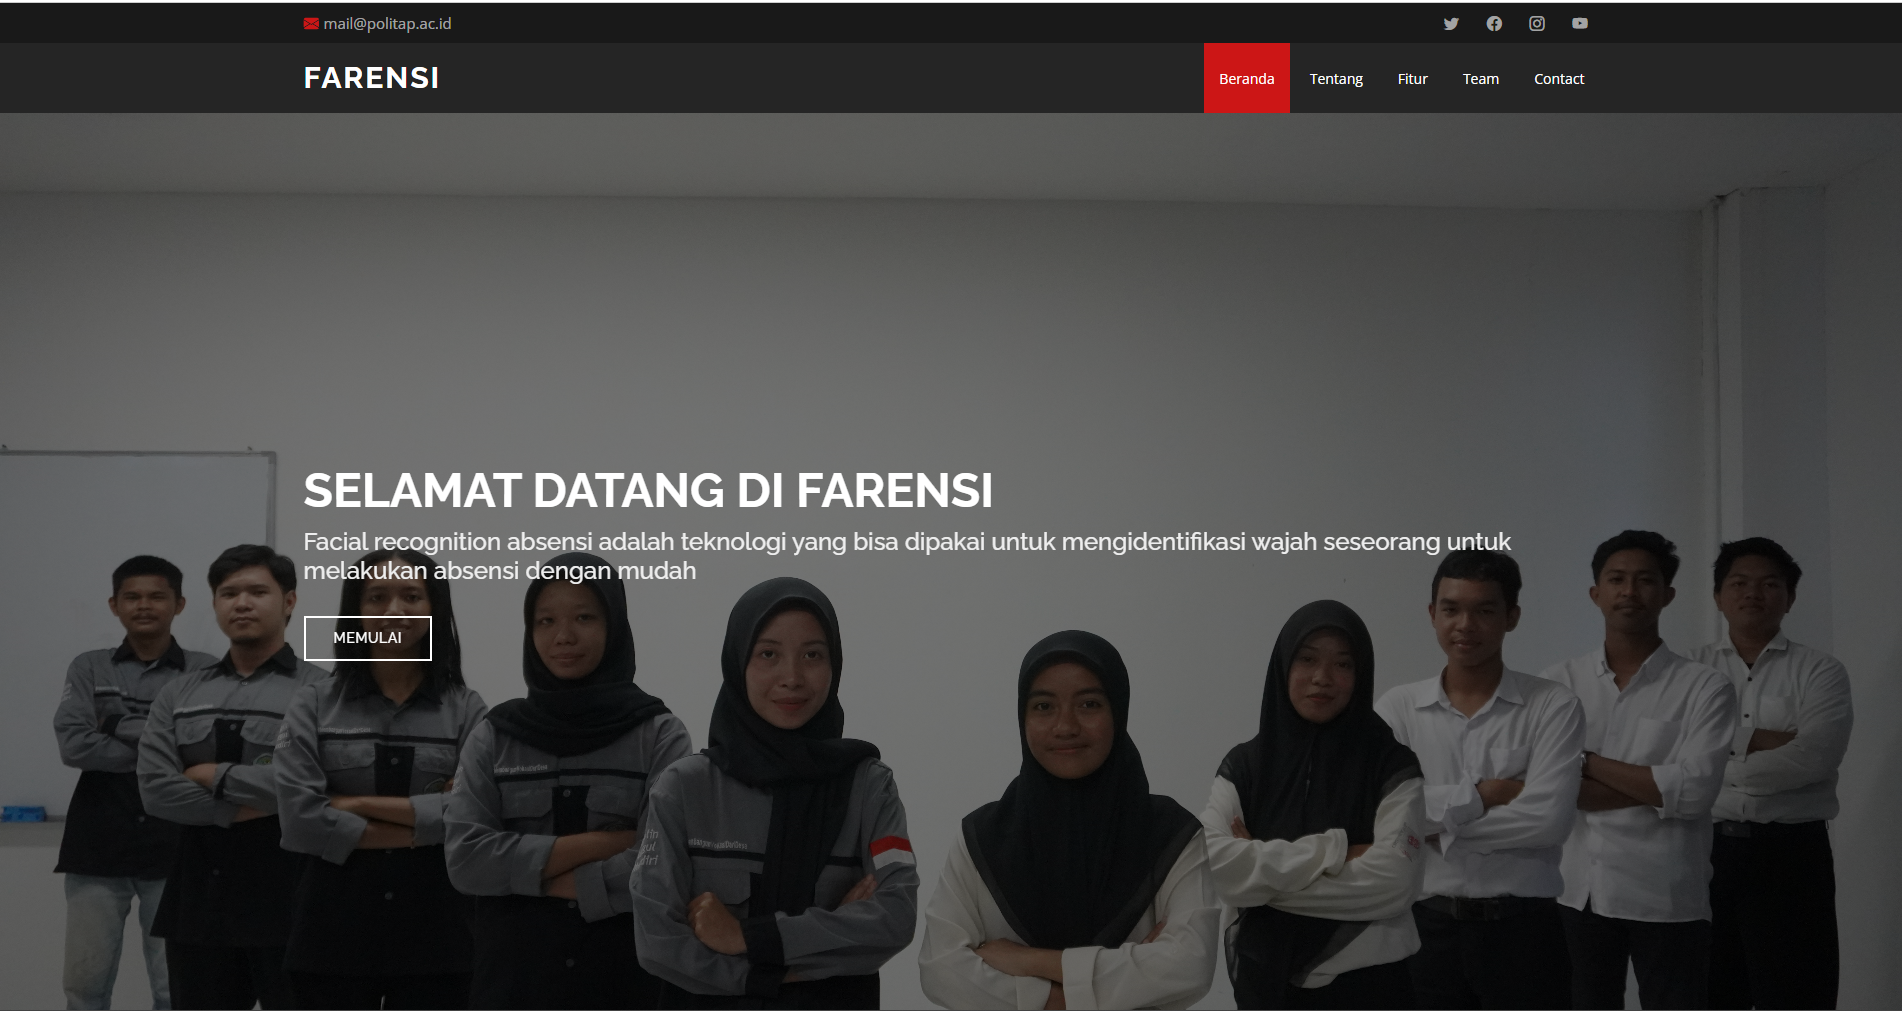 mail@politap.ac.id
FARENSI
Beranda Tentang Fitur Team Contact
SELAMAT DATANG DI FARENSI
Facial recognition absensi adalah teknologi yang bisa dipakai untuk mengidentifikasi wajah seseorang untuk
melakukan absensi dengan mudah
MEMULAI